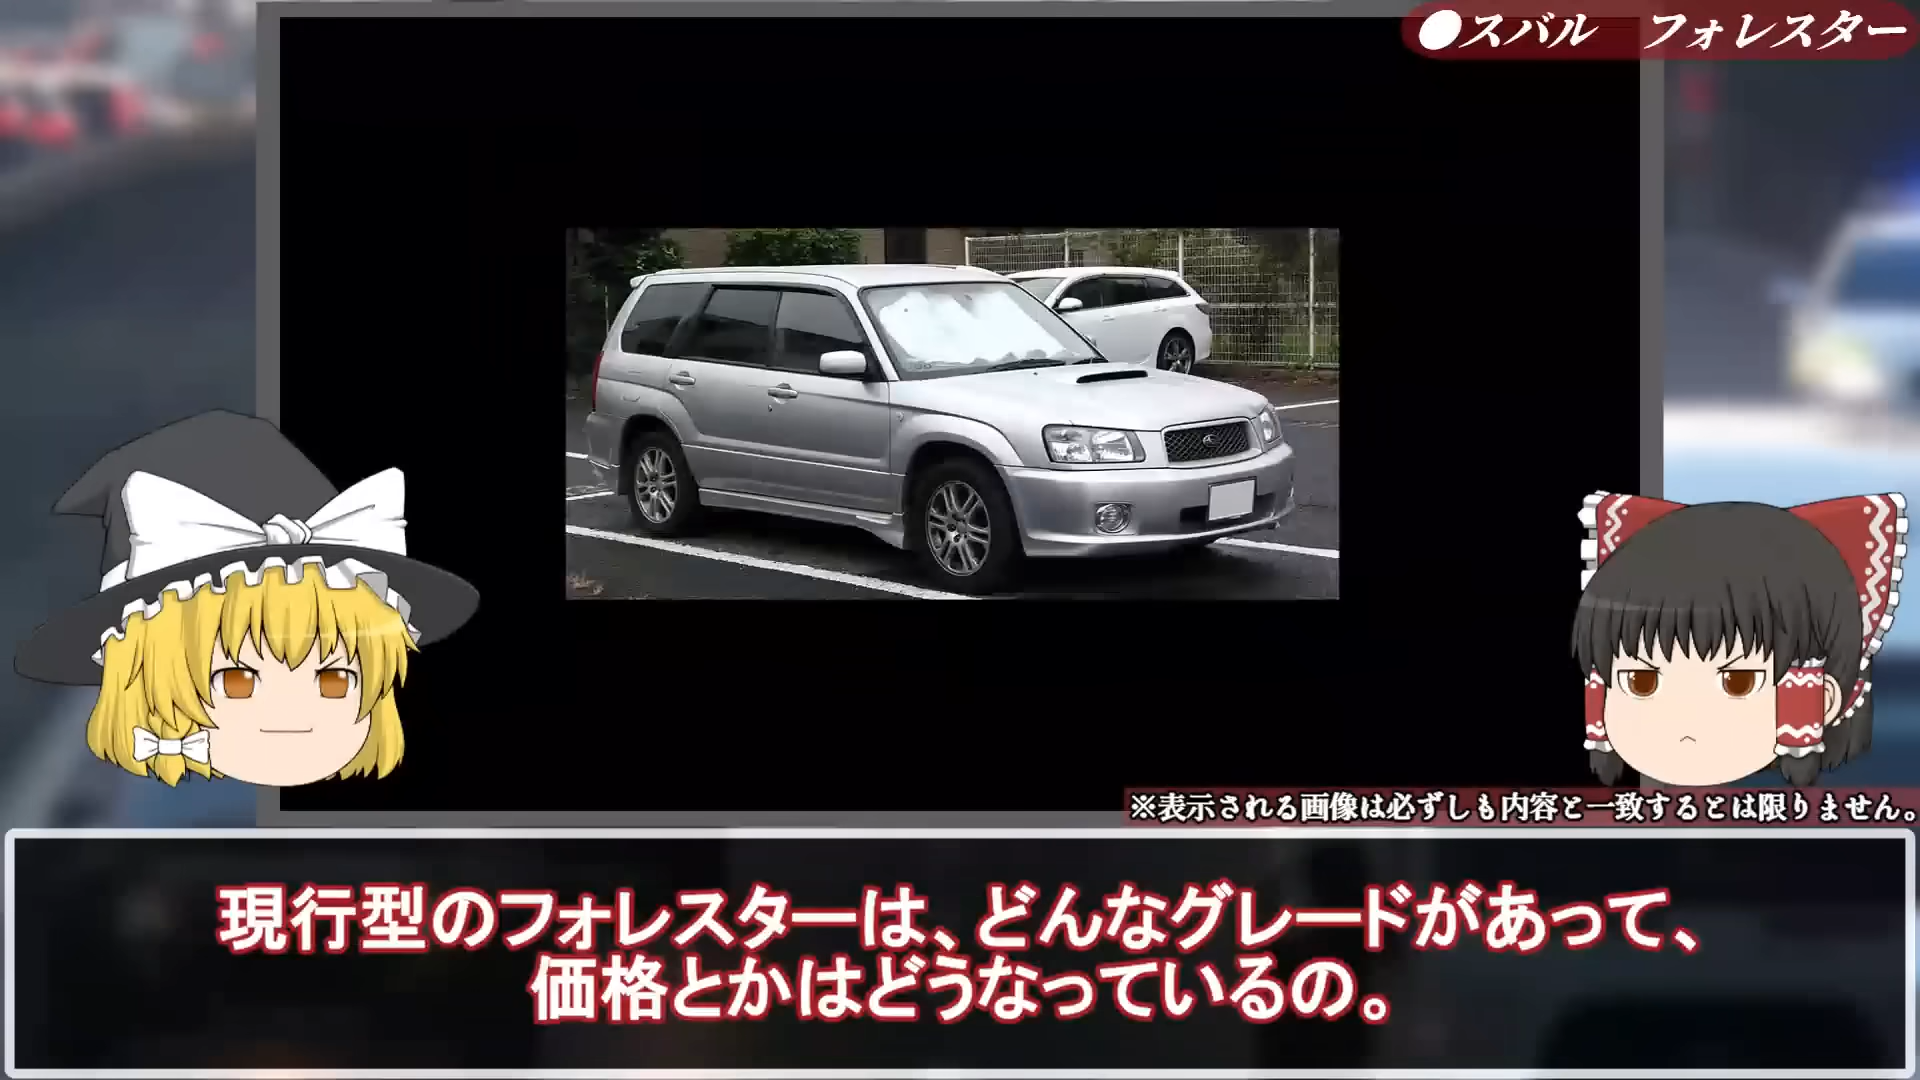 ●スバル　フォレスター
※表示される画像は必ずしも内容と一致するとは限りません。
現行型のフォレスターは、どんなグレードがあって、
価格とかはどうなっているの。